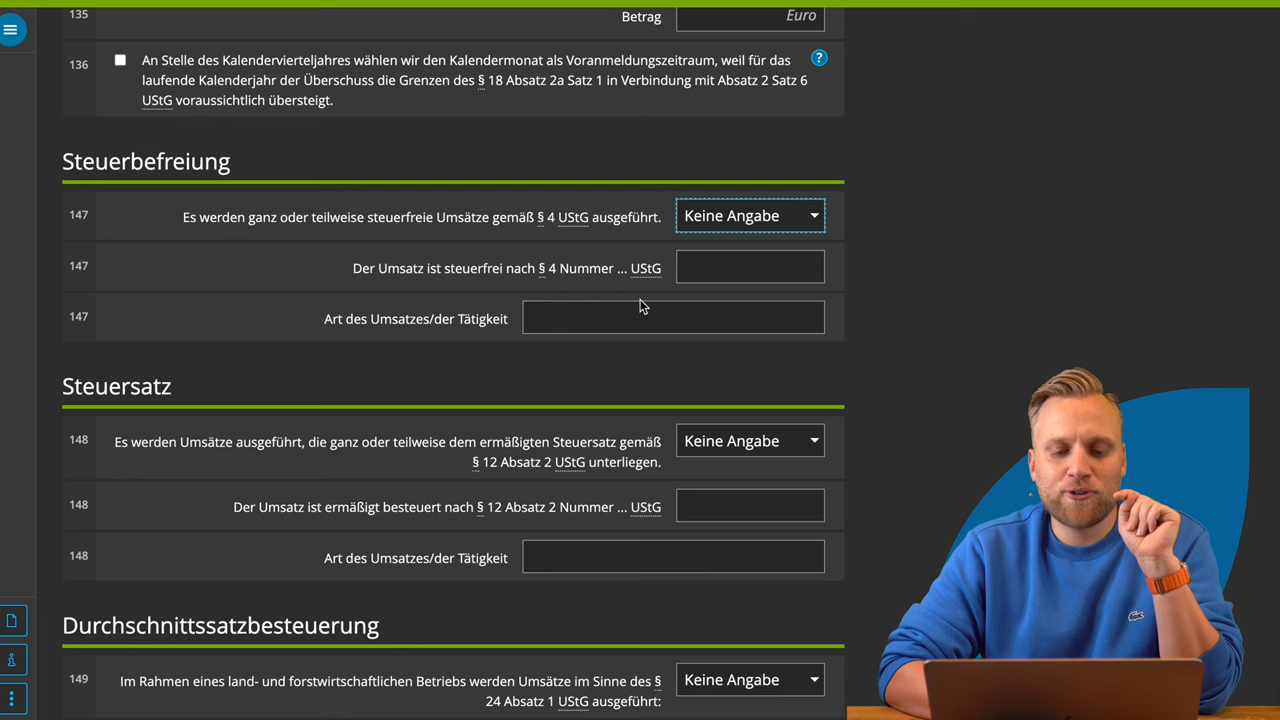 135
Betrag
Euro
136
An Stelle des Kalendervierteljahres wählen wir den Kalendermonat als Voranmeldungszeitraum, weil für das
laufende Kalenderjahr der Überschuss die Grenzen des § 18 Absatz 2a Satz 1 in Verbindung mit Absatz 2 Satz 6
UStG voraussichtlich übersteigt.
?
Steuerbefreiung
147
Es werden ganz oder teilweise steuerfreie Umsätze gemäß § 4 UStG ausgeführt.
Keine Angabe
147
Der Umsatz ist steuerfrei nach § 4 Nummer ... UStG
147
Art des Umsatzes/der Tätigkeit
Steuersatz
148
Es werden Umsätze ausgeführt, die ganz oder teilweise dem ermäßigten Steuersatz gemäß
§ 12 Absatz 2 UStG unterliegen.
Keine Angabe
148
Der Umsatz ist ermäßigt besteuert nach § 12 Absatz 2 Nummer ... UStG
148
Art des Umsatzes/der Tätigkeit
Durchschnittssatzbesteuerung
149
Im Rahmen eines land- und forstwirtschaftlichen Betriebs werden Umsätze im Sinne des §
24 Absatz 1 UStG ausgeführt:
Keine Angabe